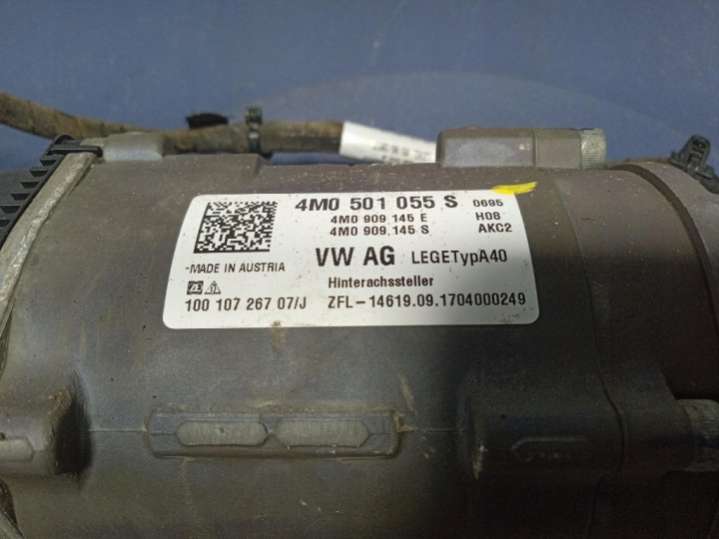 4M0 501 055 S 0695
4M0 909 145 E H08
4M0 909 145 S AKC2
VW AG LEGETypA40
-MADE IN AUSTRIA
Hinterachssteller
100 107 267 07/J ZFL-14619.09.1704000249